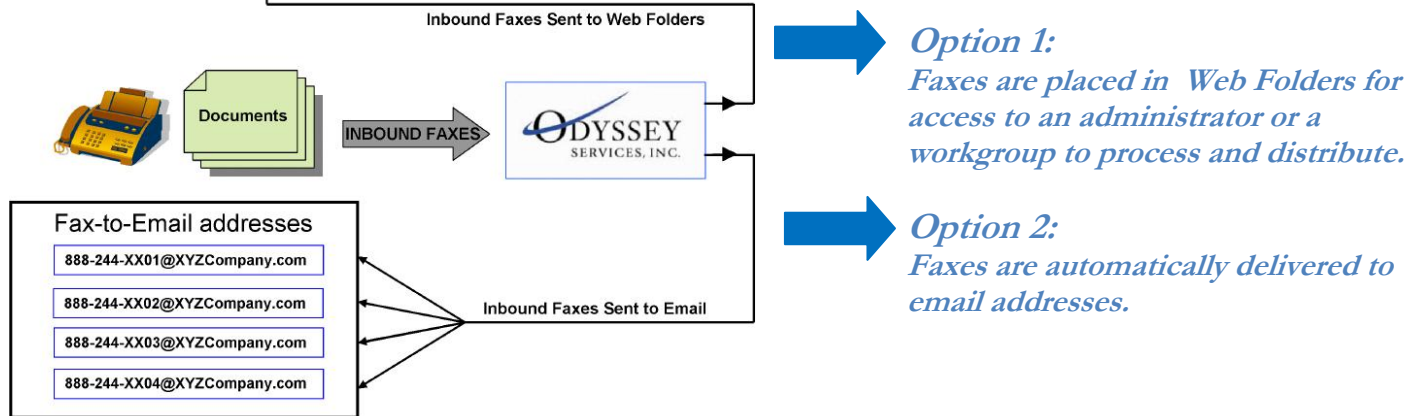 Inbound Faxes Sent to Web Folders
Documents
INBOUND FAXES
ODYSSEY
SERVICES, INC.
Option 1:
Faxes are placed in Web Folders for
access to an administrator or a
workgroup to process and distribute.
Fax-to-Email addresses
888-244-XX01@XYZCompany.com
888-244-XX02@XYZCompany.com
888-244-XX03@XYZCompany.com
888-244-XX04@XYZCompany.com
Inbound Faxes Sent to Email
Option 2:
Faxes are automatically delivered to
email addresses.